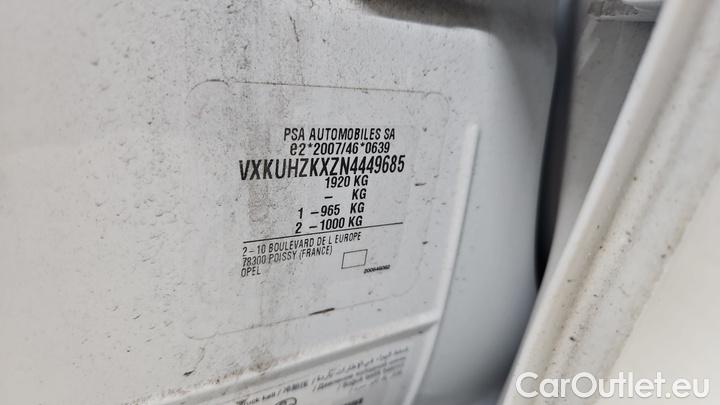 PSA AUTOMOBILES SA
e2*2007/46*0639
VXKUHZKXZN4449685
1920 KG
- KG
1 -965 KG
2 -1000 KG
2 - 10 BOULEVARD DE L EUROPE
78300 POISSY (FRANCE)
OPEL
CarOutlet.eu